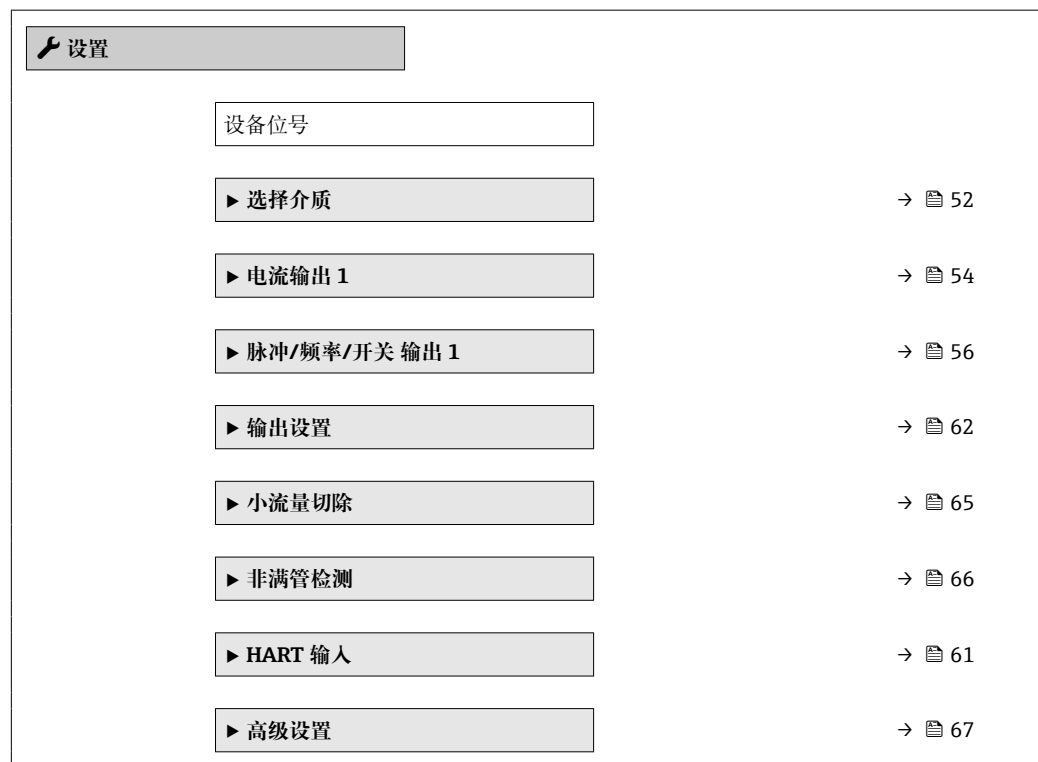 设置
设备位号
▶ 选择介质 → 52
▶ 电流输出 1 → 54
▶ 脉冲/频率/开关 输出 1 → 56
▶ 输出设置 → 62
▶ 小流量切除 → 65
▶ 非满管检测 → 66
▶ HART 输入 → 61
▶ 高级设置 → 67